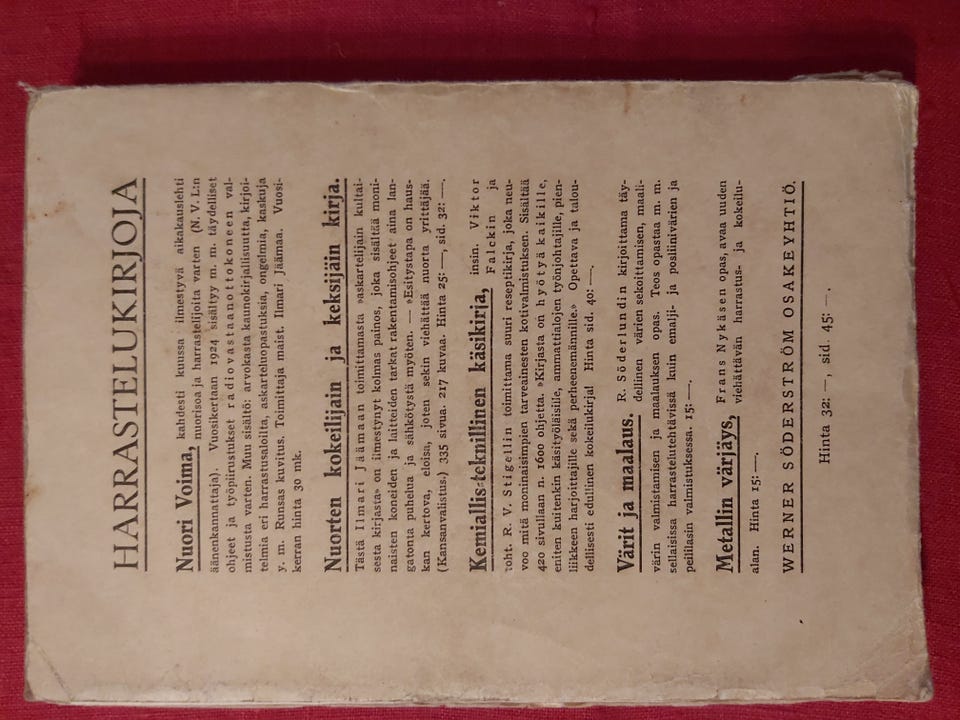 HARRASTELUKIRJOJA
Nuori Voima, kahdesti kuussa ilmestyvä aikakauslehti
nuorisoa ja harrastelijoita varten (N. V. L:n
äänenkannattaja). Vuosikertaan 1924 sisältyy m. m. täydelliset
ohjeet ja työpiirustukset radiovastaanottokoneen val-
mistusta varten. Muu sisältö: arvokasta kaunokirjallisuutta, kirjoi-
telmia eri harrastusaloilta, askarteluopastuksia, ongelmia, kaskuja
y. m. Runsas kuvitus. Toimittaja maist. Ilmari Jäämaa. Vuosi-
kerran hinta 30 mk.
Nuorten kokeilijain ja keksijäin kirja.
Tästä Ilmari Jäämaan toimittamasta »askartelijain kultai-
sesta kirjasta» on ilmestynyt kolmas painos, joka sisältää moni-
naisten koneiden ja laitteiden tarkat rakentamisohjeet aina lan-
gatonta puhelua ja sähkötystä myöten. — »Esitystapa on haus-
kan kertova, eloisa, joten sekin viehättää nuorta yrittäjää.
(Kansanvalistus.) 335 sivua. 217 kuvaa. Hinta 25: —, sid. 32: —.
Kemiallis-teknillinen käsikirja, insin. Viktor
Falckin ja
toht. R. V. Stigellin toimittama suuri reseptikirja, joka neu-
voo mitä moninaisimpien tarveainesten kotivalmistuksen. Sisältää
420 sivullaan n. 1600 ohjetta. »Kirjasta on hyötyä kaikille,
eniten kuitenkin käsityöläisille, ammattialojen työnjohtajille, pien-
liikkeen harjoittajille sekä perheenemännille.» Opettava ja talou-
dellisesti edullinen kokeilukirja! Hinta sid. 40: —.
Värit ja maalaus. R. Söderlundin kirjoittama täy-
dellinen värien sekoittamisen, maali-
värin valmistamisen ja maalauksen opas. Teos opastaa m. m.
sellaisissa harrastelutehtävissä kuin emalji- ja posliinivärien ja
peililasin valmistuksessa. 15: —.
Metallin värjäys, Frans Nykäsen opas, avaa uuden
viehättävän harrastus- ja kokeilu-
alan. Hinta 15: —.
WERNER SÖDERSTRÖM OSAKEYHTIÖ.
Hinta 32: —, sid. 45: —.